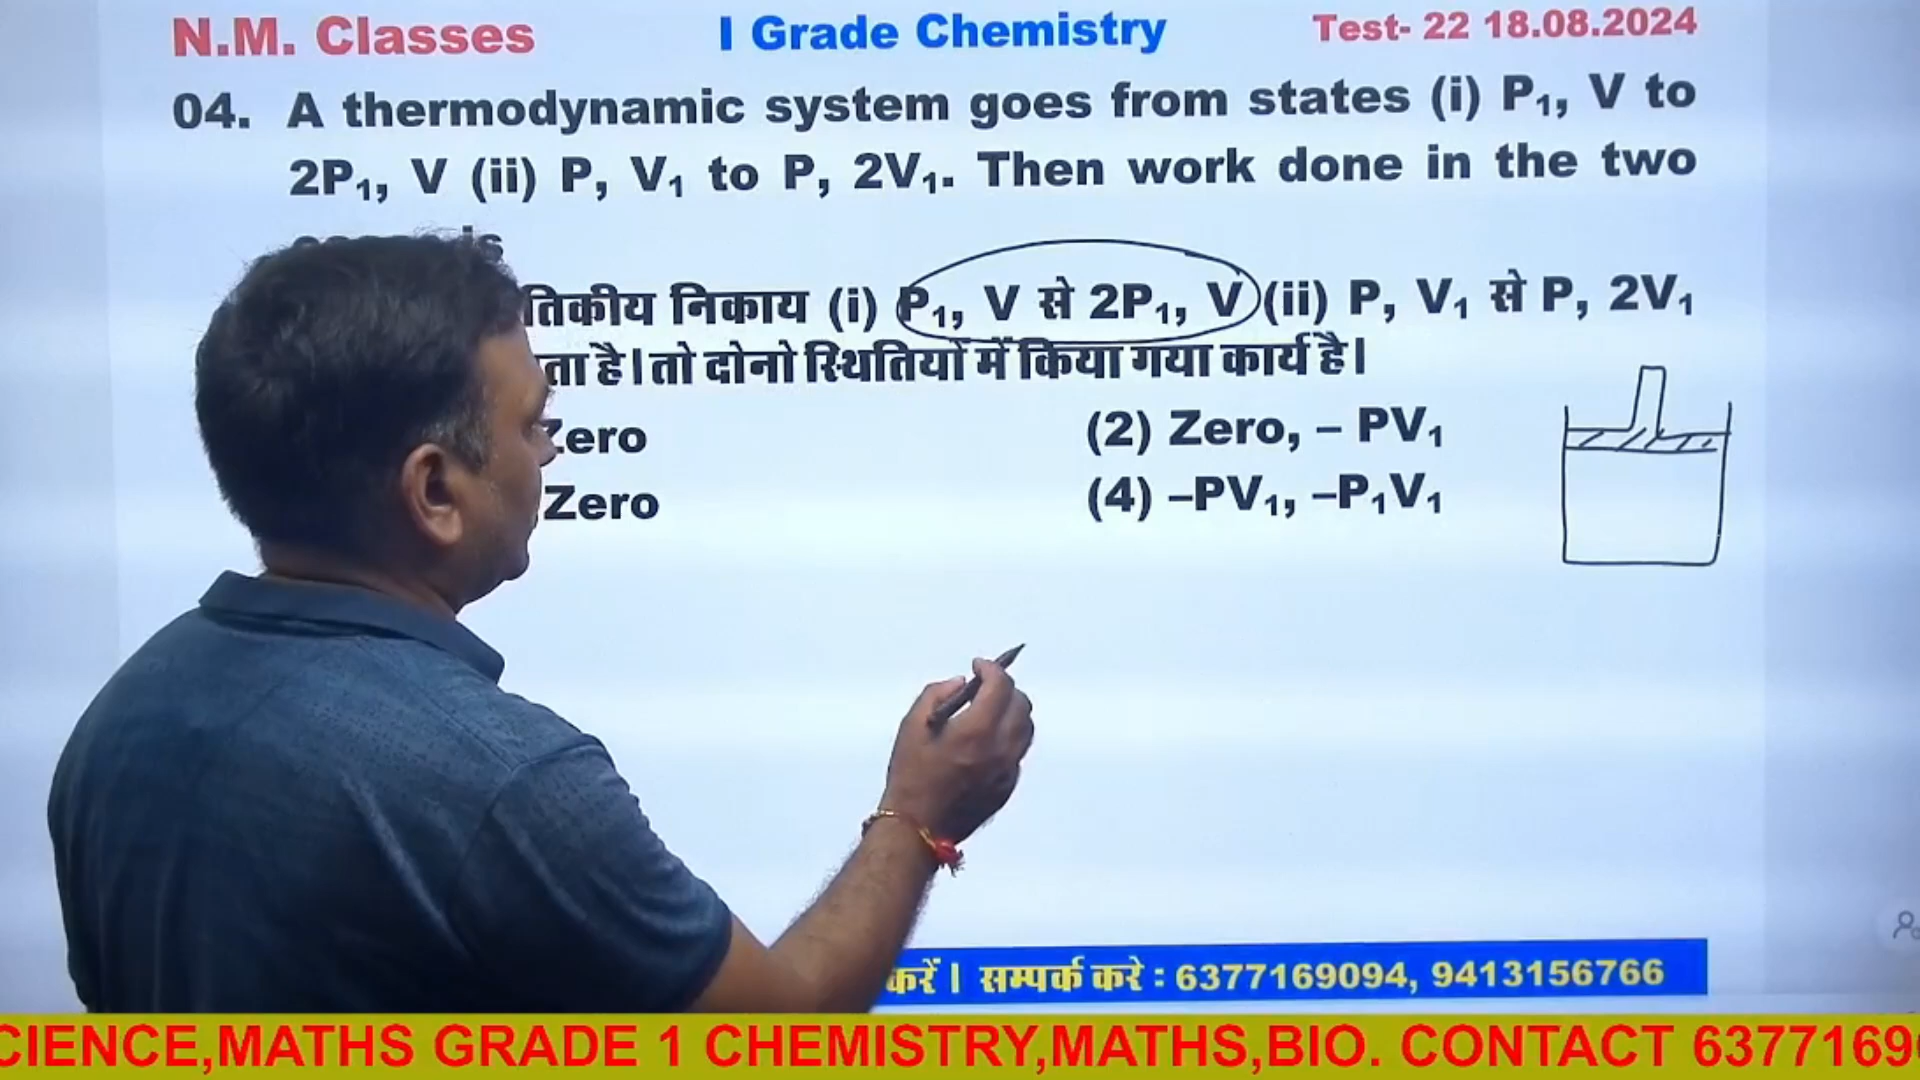 N.M. Classes I Grade Chemistry Test- 22 18.08.2024
04. A thermodynamic system goes from states (i) P₁, V to
2P₁, V (ii) P, V₁ to P, 2V₁. Then work done in the two
is
(i) P₁, V से 2P₁, V (ii) P, V₁ से P, 2V₁
निकाय
है। तो दोनो स्थितियों में किया गया कार्य है।
Zero (2) Zero, – PV₁
Zero (4) –PV₁, –P₁V₁
करें। सम्पर्क करे : 6377169094, 9413156766
MATHS GRADE 1 CHEMISTRY,MATHS,BIO. CONTACT